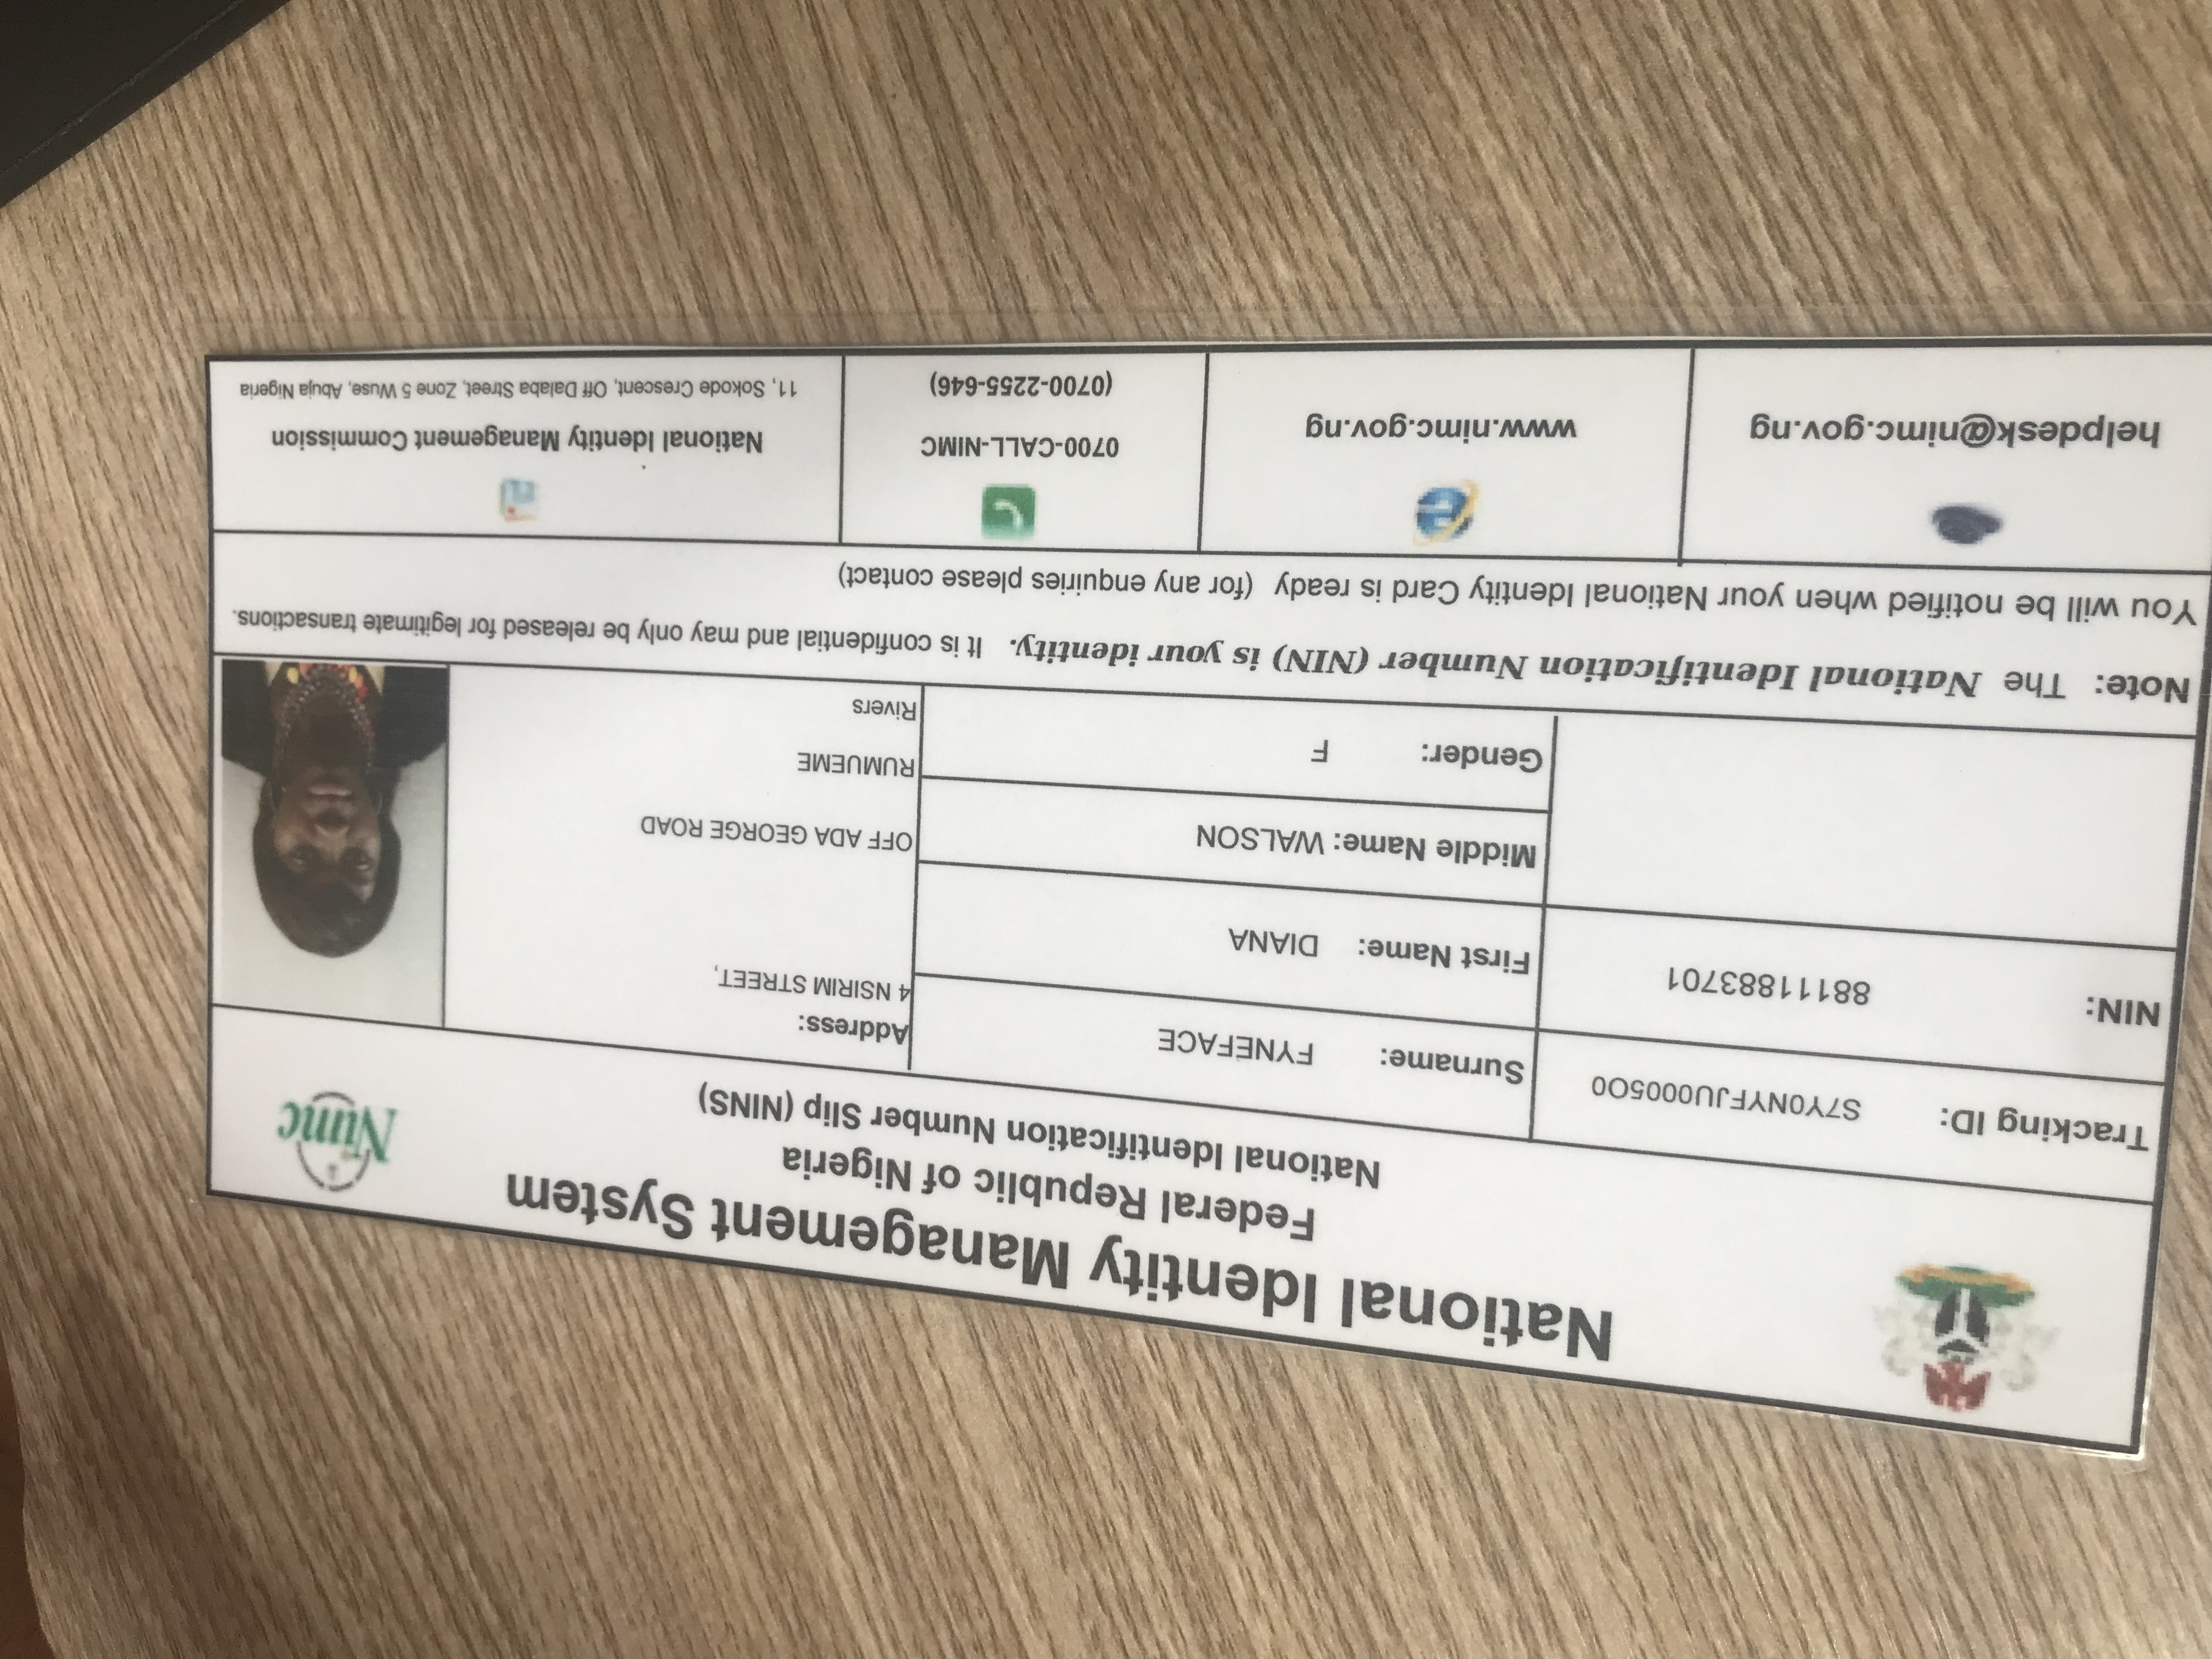 National Identity Management System
Federal Republic of Nigeria
National Identification Number Slip (NINS)
Nimc
Tracking ID: S7Y0NYFJU0005O0
Surname: FYNEFACE
Address:
4 NSIRIM STREET,
NIN: 88111883701
First Name: DIANA
Middle Name: WALSON
OFF ADA GEORGE ROAD
Gender: F
RUMUEME
Rivers
Note: The National Identification Number (NIN) is your identity. It is confidential and may only be released for legitimate transactions.
You will be notified when your National Identity Card is ready (for any enquiries please contact)
helpdesk@nimc.gov.ng
www.nimc.gov.ng
0700-CALL-NIMC
(0700-2255-646)
National Identity Management Commission
11, Sokode Crescent, Off Dalaba Street, Zone 5 Wuse, Abuja Nigeria